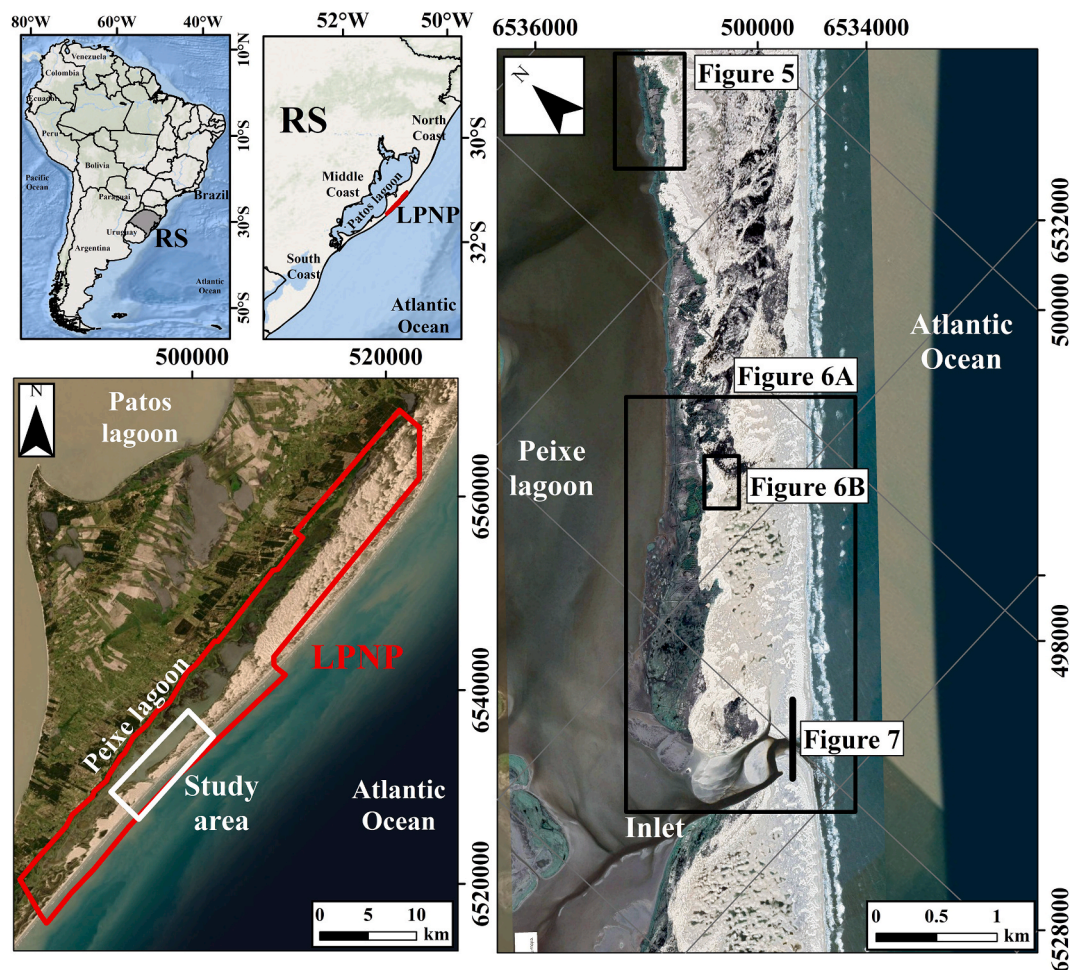 80°W
60°W
40°W
10°N
10°S
30°S
50°S
Venezuela
Colombia
Ecuador
Peru
Bolivia
Pacific
Ocean
Paraguai
Brazil
Uruguay
RS
Argentina
Atlantic
Ocean
52°W
50°W
30°S
32°S
RS
North
Coast
Middle
Coast
Patos lagoon
LPNP
South
Coast
Atlantic
Ocean
500000
520000
6560000
6540000
6520000
N
Patos
lagoon
LPNP
Peixe lagoon
Study
area
Atlantic
Ocean
0 5 10
km
6536000
500000
6534000
6532000
500000
498000
6528000
N
Figure 5
Atlantic
Ocean
Figure 6A
Peixe
lagoon
Figure 6B
Figure 7
Inlet
0 0.5 1
km